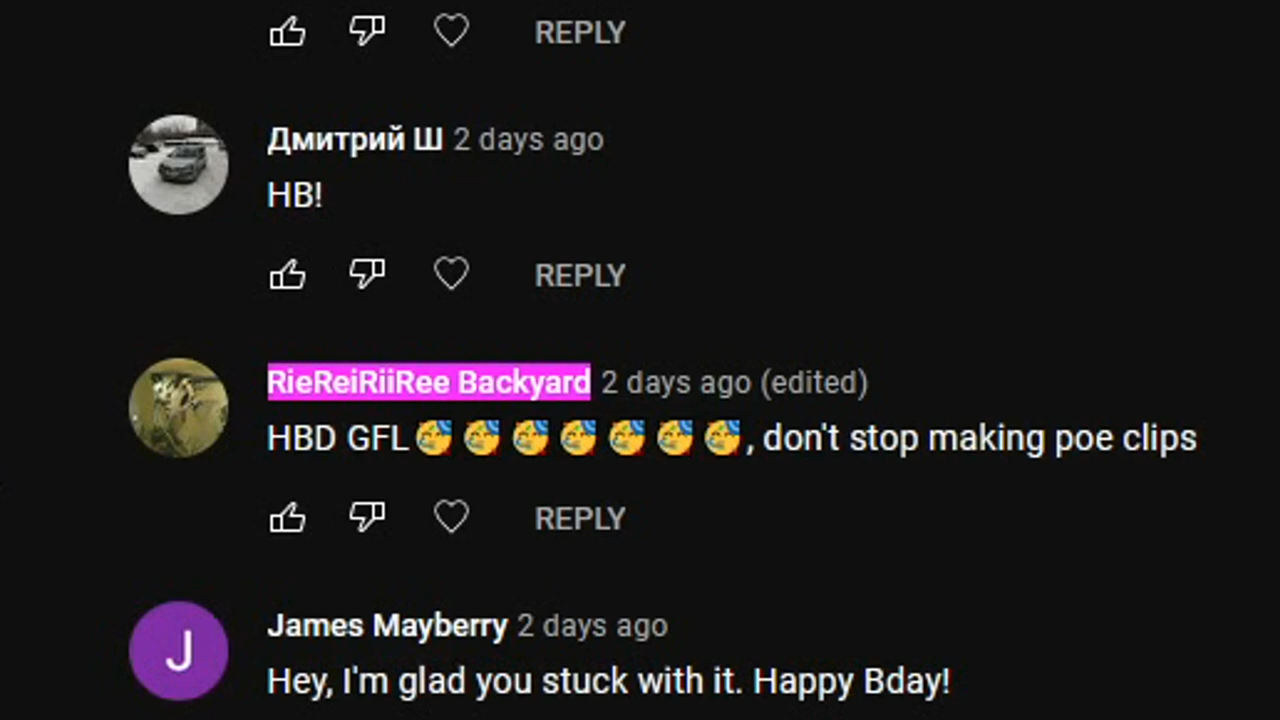 REPLY
Дмитрий Ш 2 days ago
HB!
REPLY
RieReiRiiRee Backyard 2 days ago (edited)
HBD GFL🥳🥳🥳🥳🥳🥳🥳, don't stop making poe clips
REPLY
J
James Mayberry 2 days ago
Hey, I'm glad you stuck with it. Happy Bday!